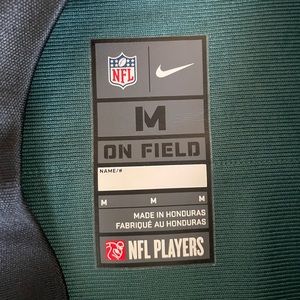 NFL
M
ON FIELD
NAME/#
M M M
MADE IN HONDURAS
FABRIQUÉ AU HONDURAS
NFL PLAYERS